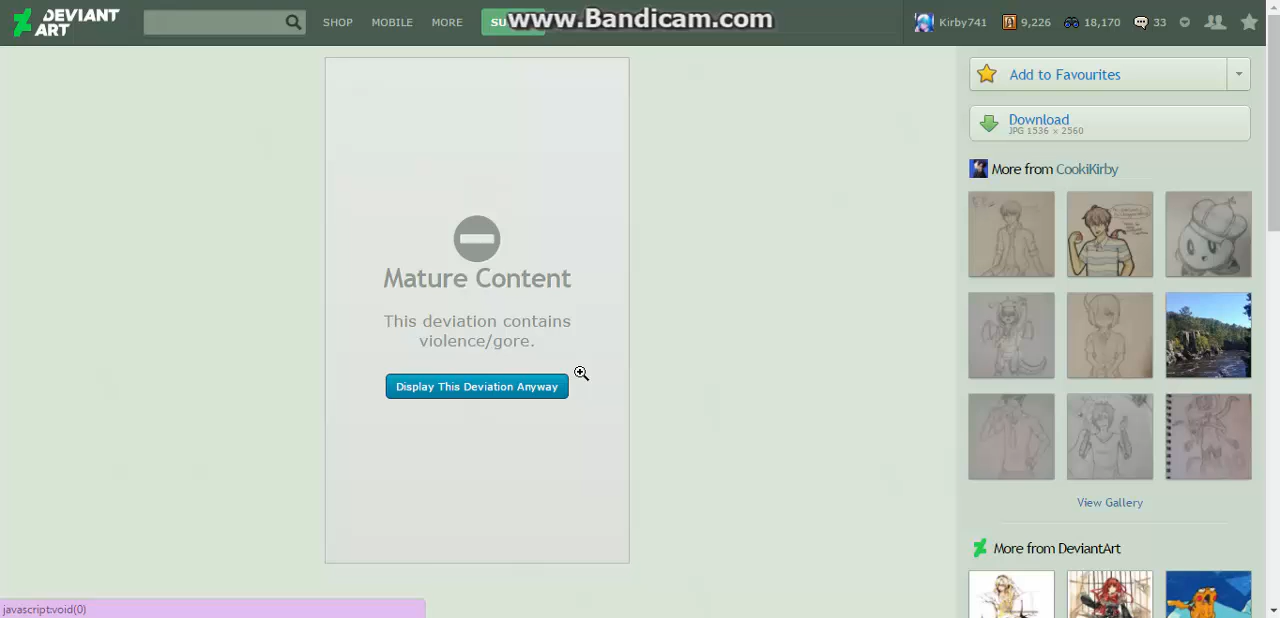 DEVIANT
ART
SHOP
MOBILE
MORE
SU
www.Bandicam.com
Kirby741
9,226
18,170
33
Add to Favourites
Download
JPG 1536 × 2560
More from CookiKirby
Mature Content
This deviation contains
violence/gore.
Display This Deviation Anyway
View Gallery
More from DeviantArt
javascript:void(0)